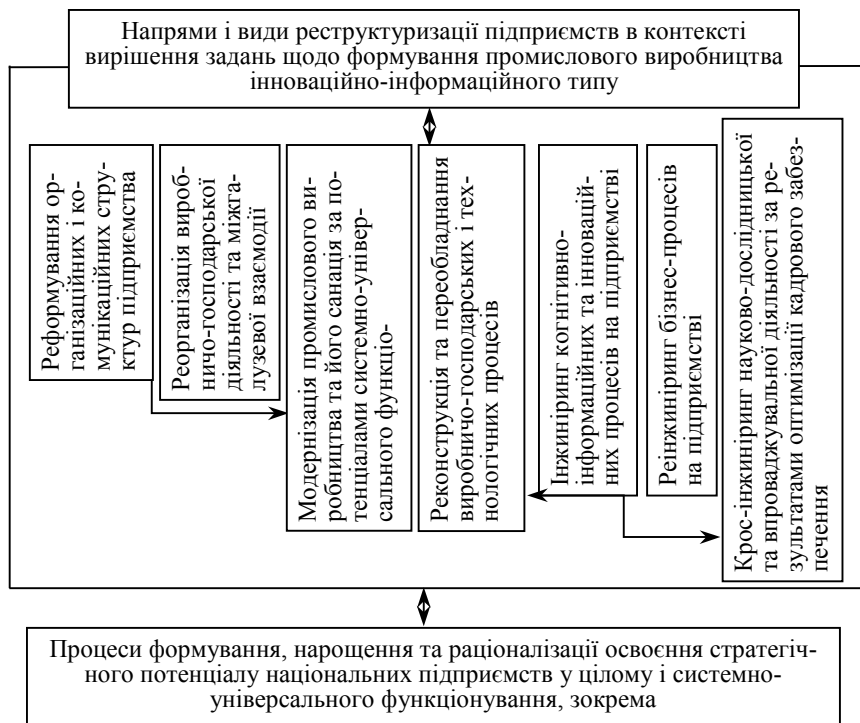 Напрями і види реструктуризації підприємств в контексті
вирішення задань щодо формування промислового виробництва
інноваційно-інформаційного типу
Реформування ор-
ганізаційних і ко-
мунікаційних стру-
ктур підприємства
Реорганізація вироб-
ничо-господарської
діяльності та міжга-
лузевої взаємодії
Модернізація промислового ви-
робництва та його санація за по-
тенціалами системно-універ-
сального функціо-
Реконструкція та переобладнання
виробничо-господарських і тех-
нологічних процесів
Інжиніринг когнітивно-
інформаційних та інновацій-
них процесів на підприємстві
Реінжиніринг бізнес-процесів
на підприємстві
Крос-інжиніринг науково-дослідницької
та впроваджувальної діяльності за ре-
зультатами оптимізації кадрового забез-
печення
Процеси формування, нарощення та раціоналізації освоєння стратегіч-
ного потенціалу національних підприємств у цілому і системно-
універсального функціонування, зокрема